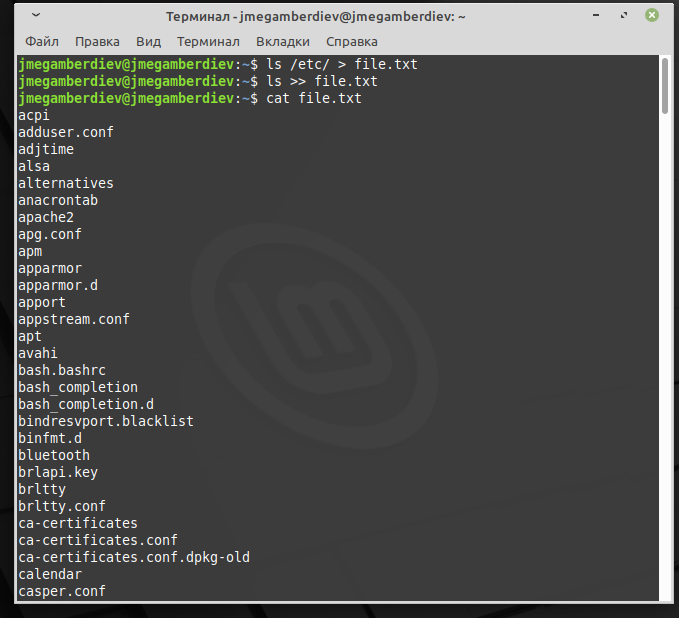 Терминал - jmegamberdiev@jmegamberdiev: ~
Файл Правка Вид Терминал Вкладки Справка
jmegamberdiev@jmegamberdiev:~$ ls /etc/ > file.txt
jmegamberdiev@jmegamberdiev:~$ ls >> file.txt
jmegamberdiev@jmegamberdiev:~$ cat file.txt
acpi
adduser.conf
adjtime
alsa
alternatives
anacrontab
apache2
apg.conf
apm
apparmor
apparmor.d
apport
appstream.conf
apt
avahi
bash.bashrc
bash_completion
bash_completion.d
bindresvport.blacklist
binfmt.d
bluetooth
brlapi.key
brltty
brltty.conf
ca-certificates
ca-certificates.conf
ca-certificates.conf.dpkg-old
calendar
casper.conf